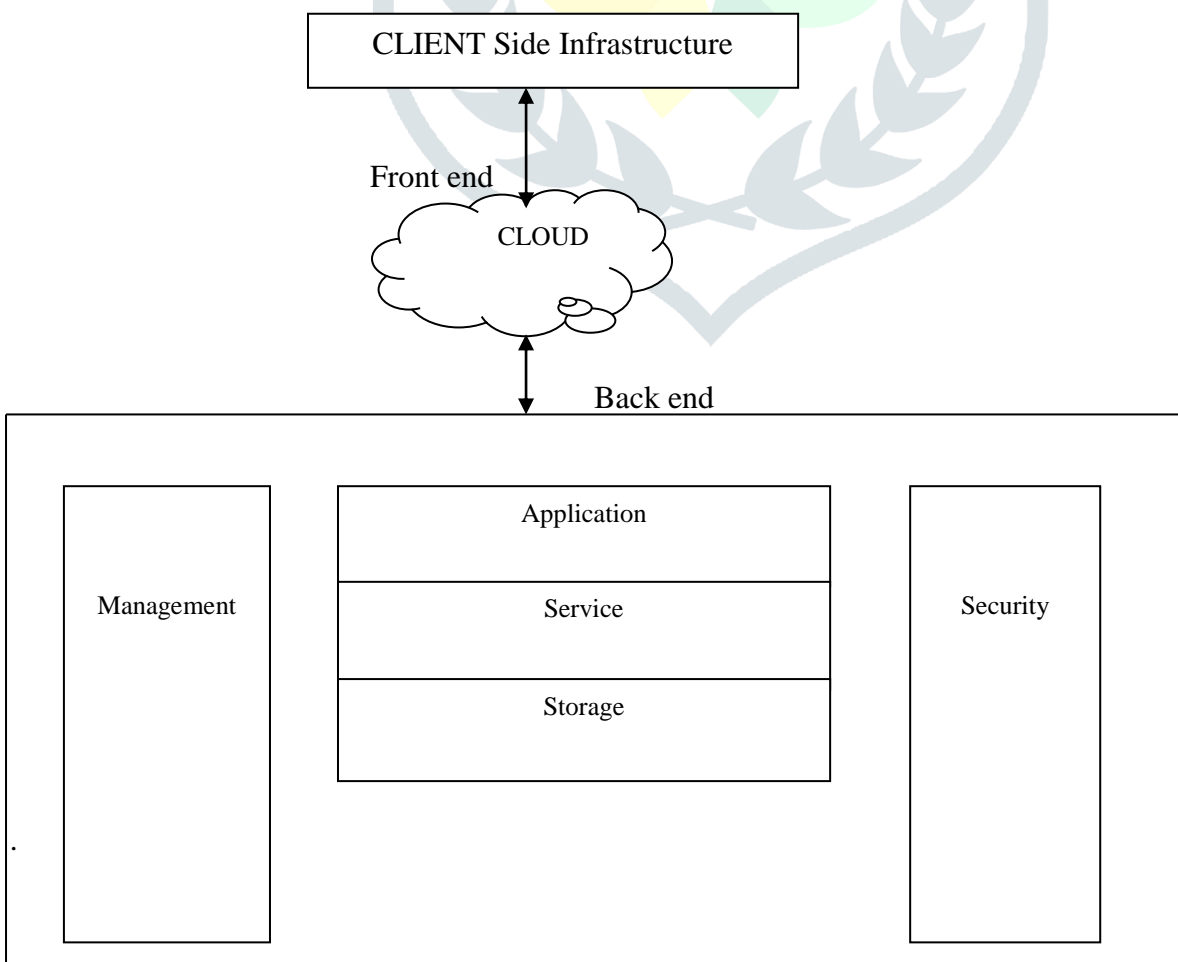 CLIENT Side Infrastructure
Front end
CLOUD
Back end
Application
Management
Service
Security
Storage
.